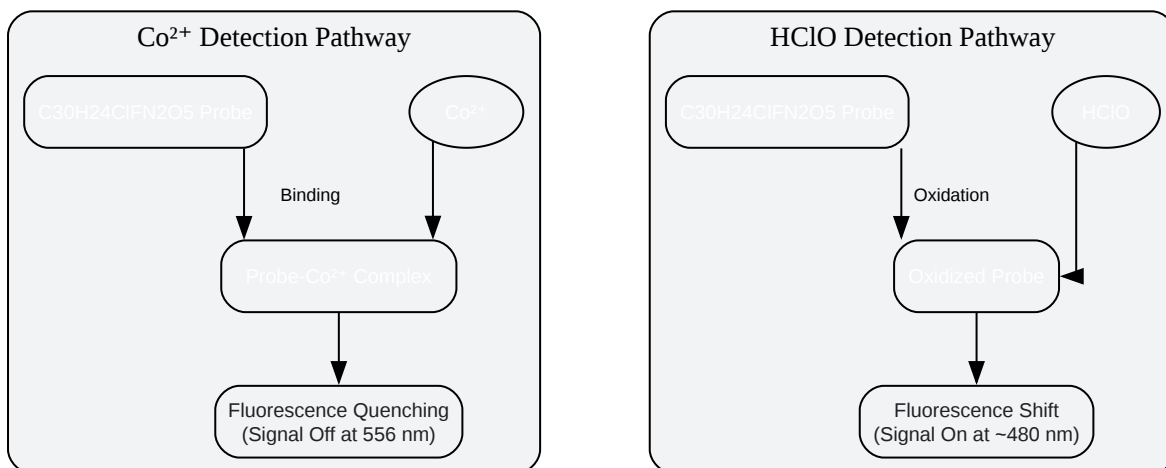 Co²⁺ Detection Pathway
C30H24ClFN2O5 Probe
Co²⁺
Binding
Probe-Co²⁺ Complex
Fluorescence Quenching
(Signal Off at 556 nm)
HClO Detection Pathway
C30H24ClFN2O5 Probe
HClO
Oxidation
Oxidized Probe
Fluorescence Shift
(Signal On at ~480 nm)